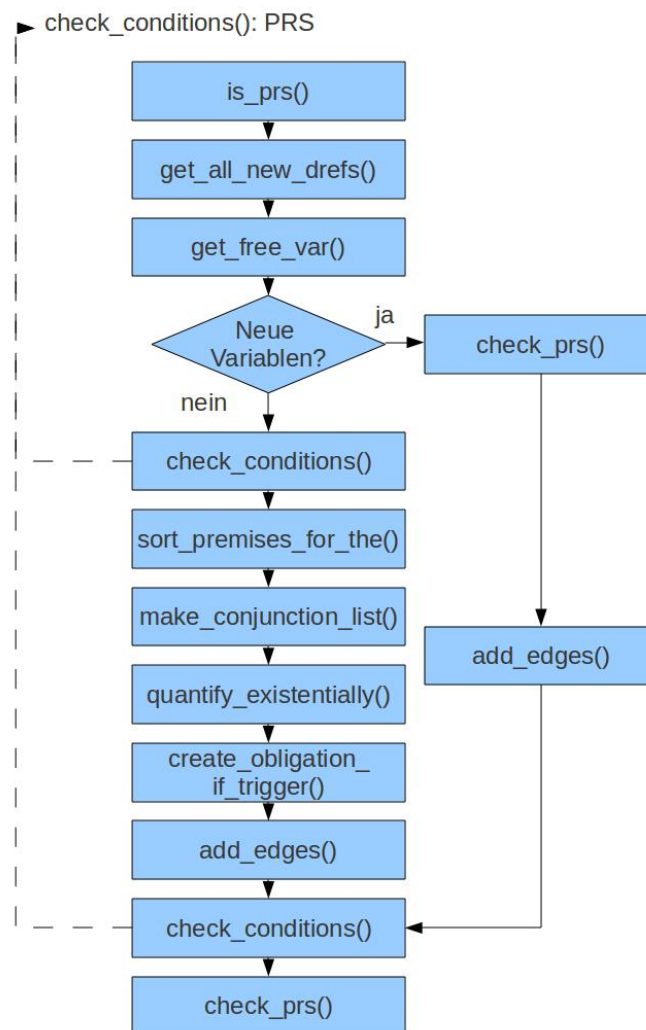 check_conditions(): PRS
is_prs()
get_all_new_drefs()
get_free_var()
Neue
Variablen?
ja
check_prs()
nein
check_conditions()
sort_premises_for_the()
make_conjunction_list()
add_edges()
quantify_existentially()
create_obligation_
if_trigger()
add_edges()
check_conditions()
check_prs()